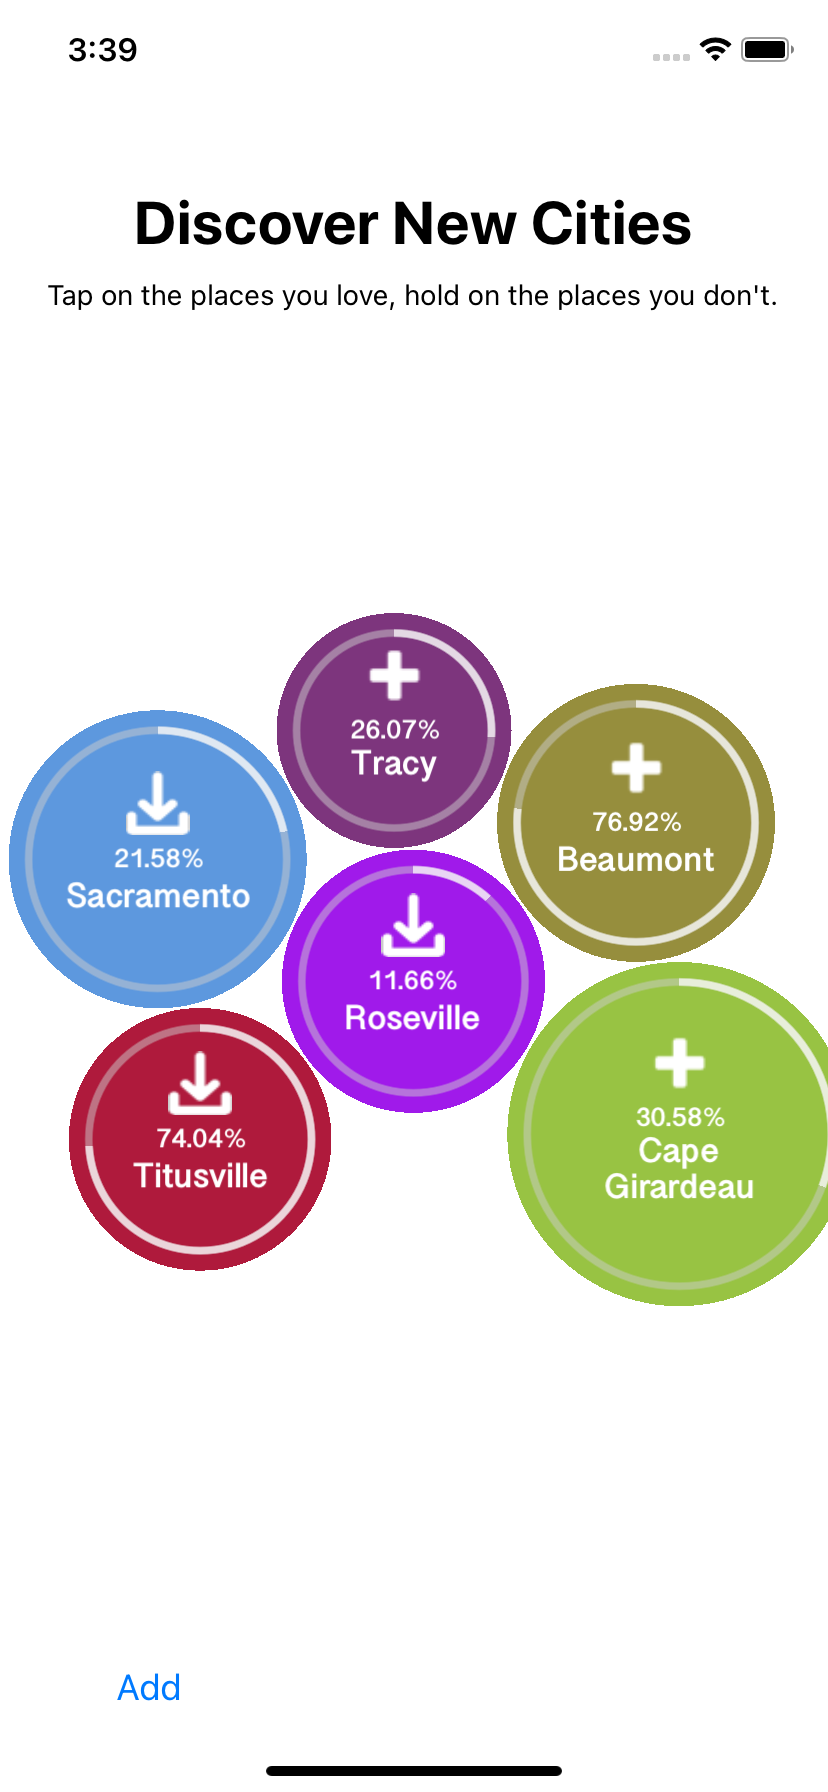 3:39
Discover New Cities
Tap on the places you love, hold on the places you don't.
26.07%
Tracy
76.92%
Beaumont
21.58%
Sacramento
11.66%
Roseville
30.58%
Cape
Girardeau
74.04%
Titusville
Add